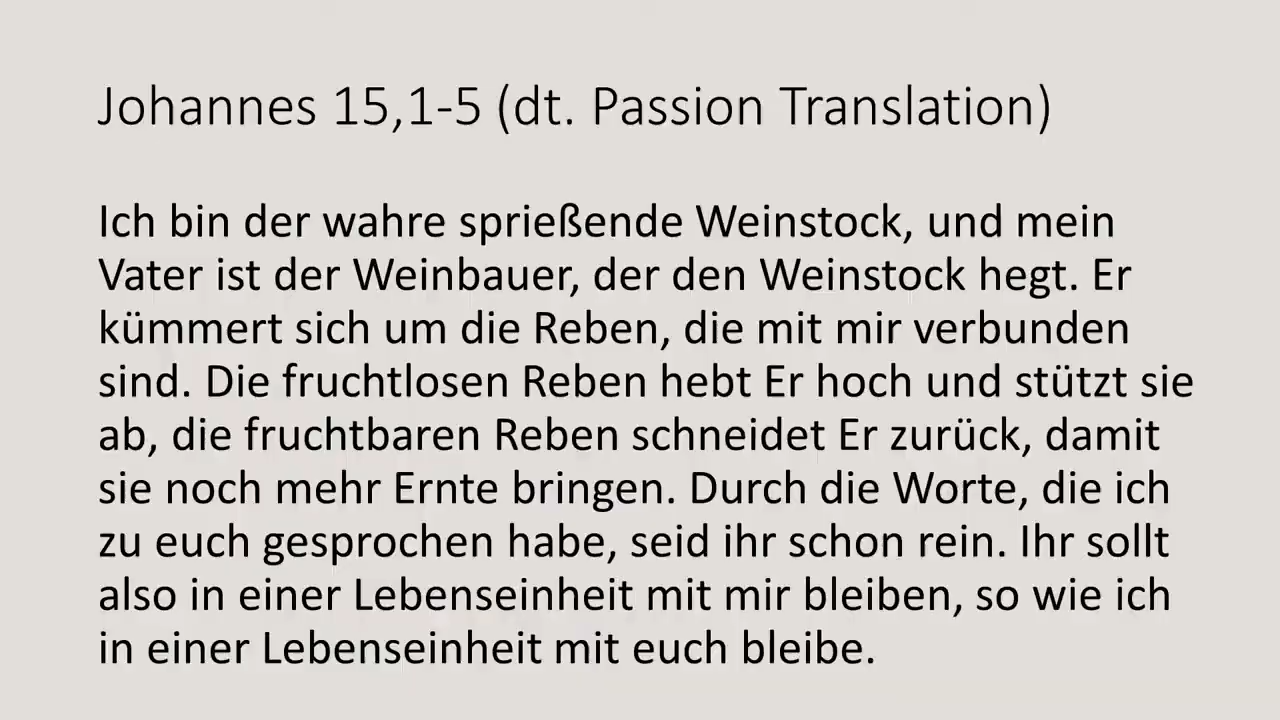 Johannes 15,1-5 (dt. Passion Translation)
Ich bin der wahre sprießende Weinstock, und mein
Vater ist der Weinbauer, der den Weinstock hegt. Er
kümmert sich um die Reben, die mit mir verbunden
sind. Die fruchtlosen Reben hebt Er hoch und stützt sie
ab, die fruchtbaren Reben schneidet Er zurück, damit
sie noch mehr Ernte bringen. Durch die Worte, die ich
zu euch gesprochen habe, seid ihr schon rein. Ihr sollt
also in einer Lebenseinheit mit mir bleiben, so wie ich
in einer Lebenseinheit mit euch bleibe.